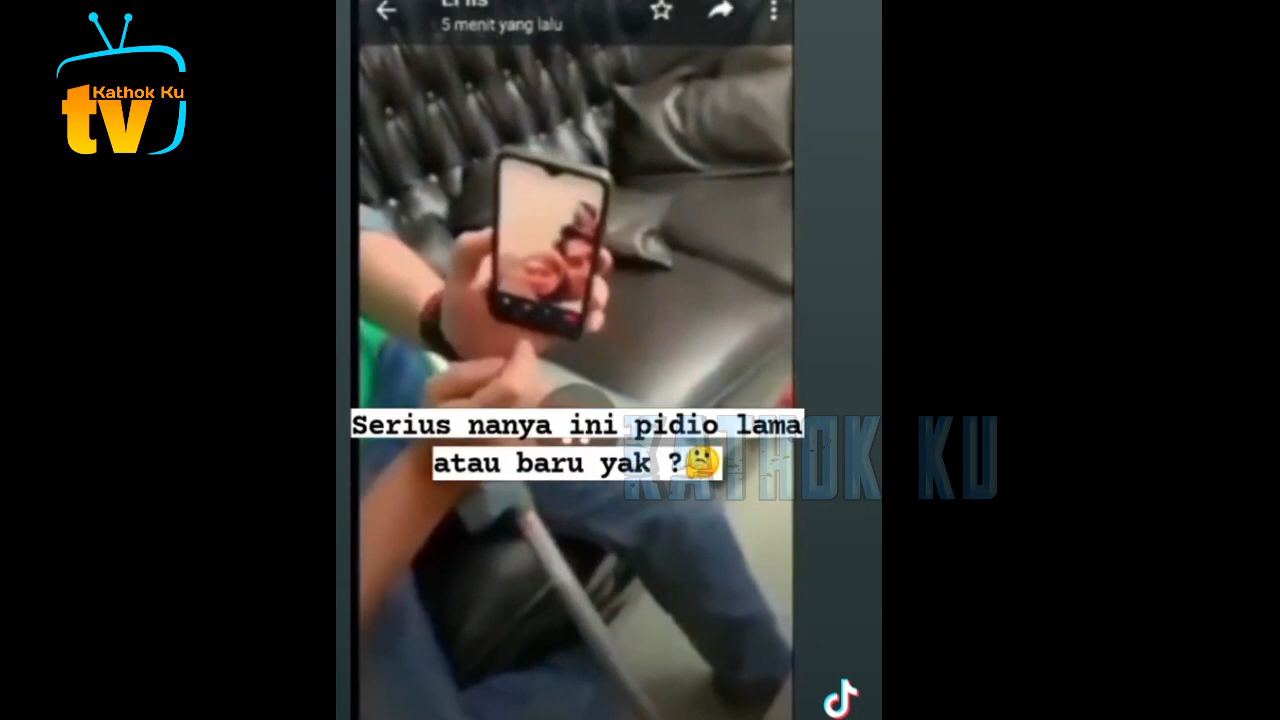 5 menit yang lalu
Kathok Ku
tv
Serius nanya ini pidio lama
atau baru yak ?🤔
KATHOK KU